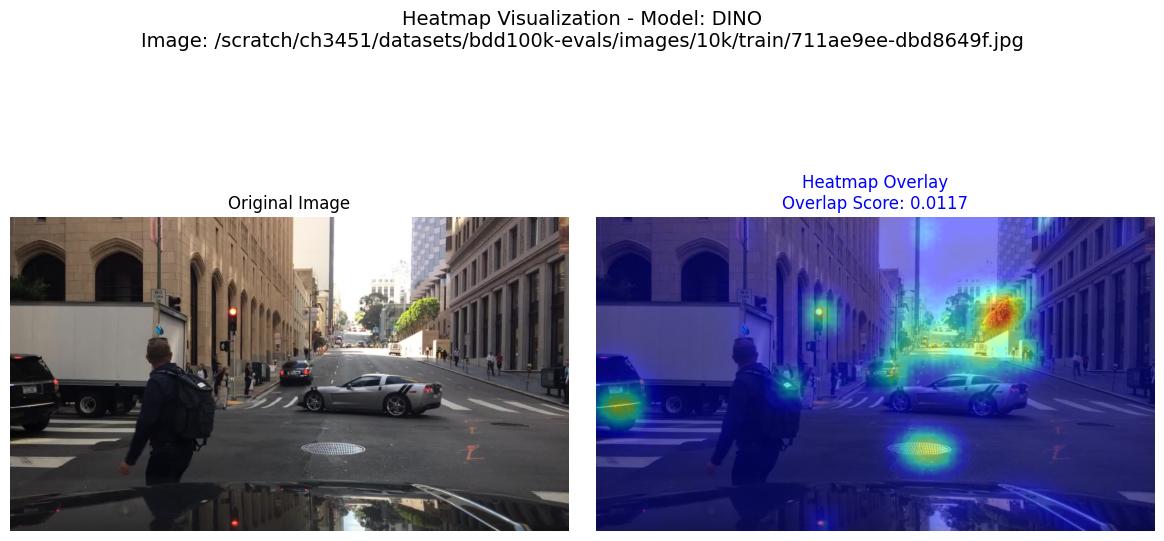 Heatmap Visualization - Model: DINO
Image: /scratch/ch3451/datasets/bdd100k-evals/images/10k/train/711ae9ee-dbd8649f.jpg
Original Image
Heatmap Overlay
Overlap Score: 0.0117